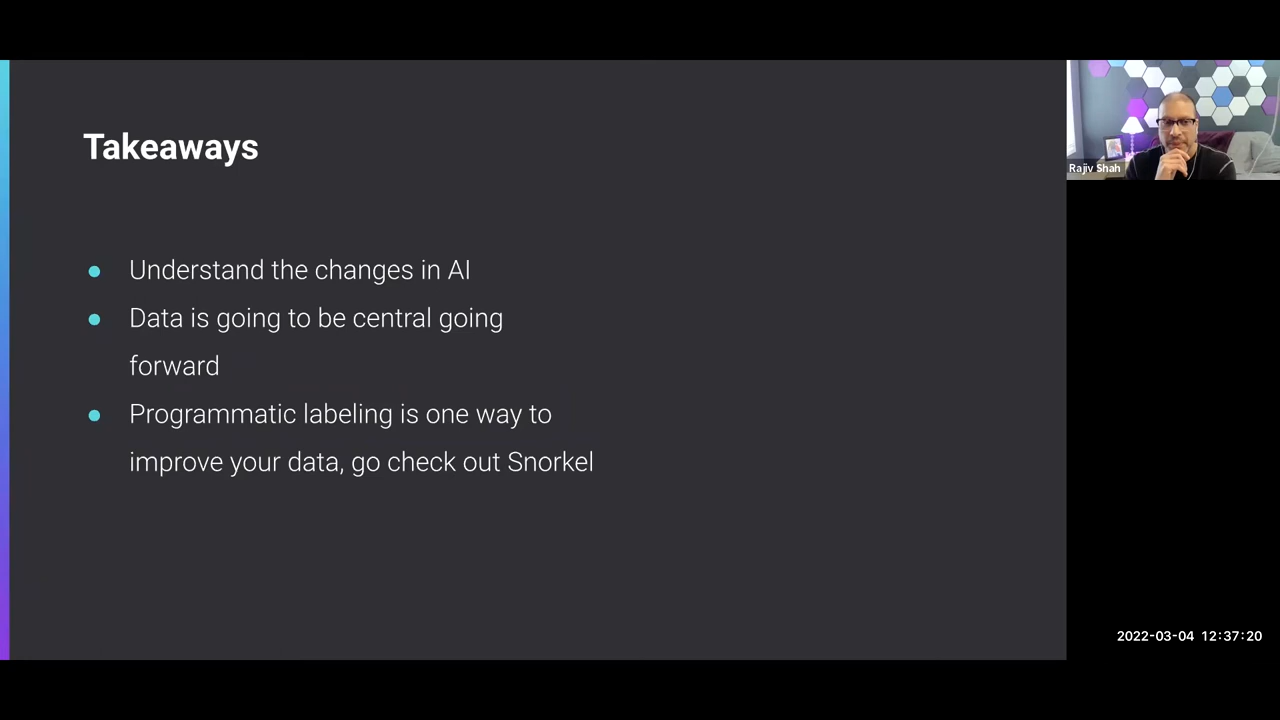 Takeaways
● Understand the changes in AI
● Data is going to be central going
forward
● Programmatic labeling is one way to
improve your data, go check out Snorkel
Rajiv Shah
2022-03-04 12:37:20